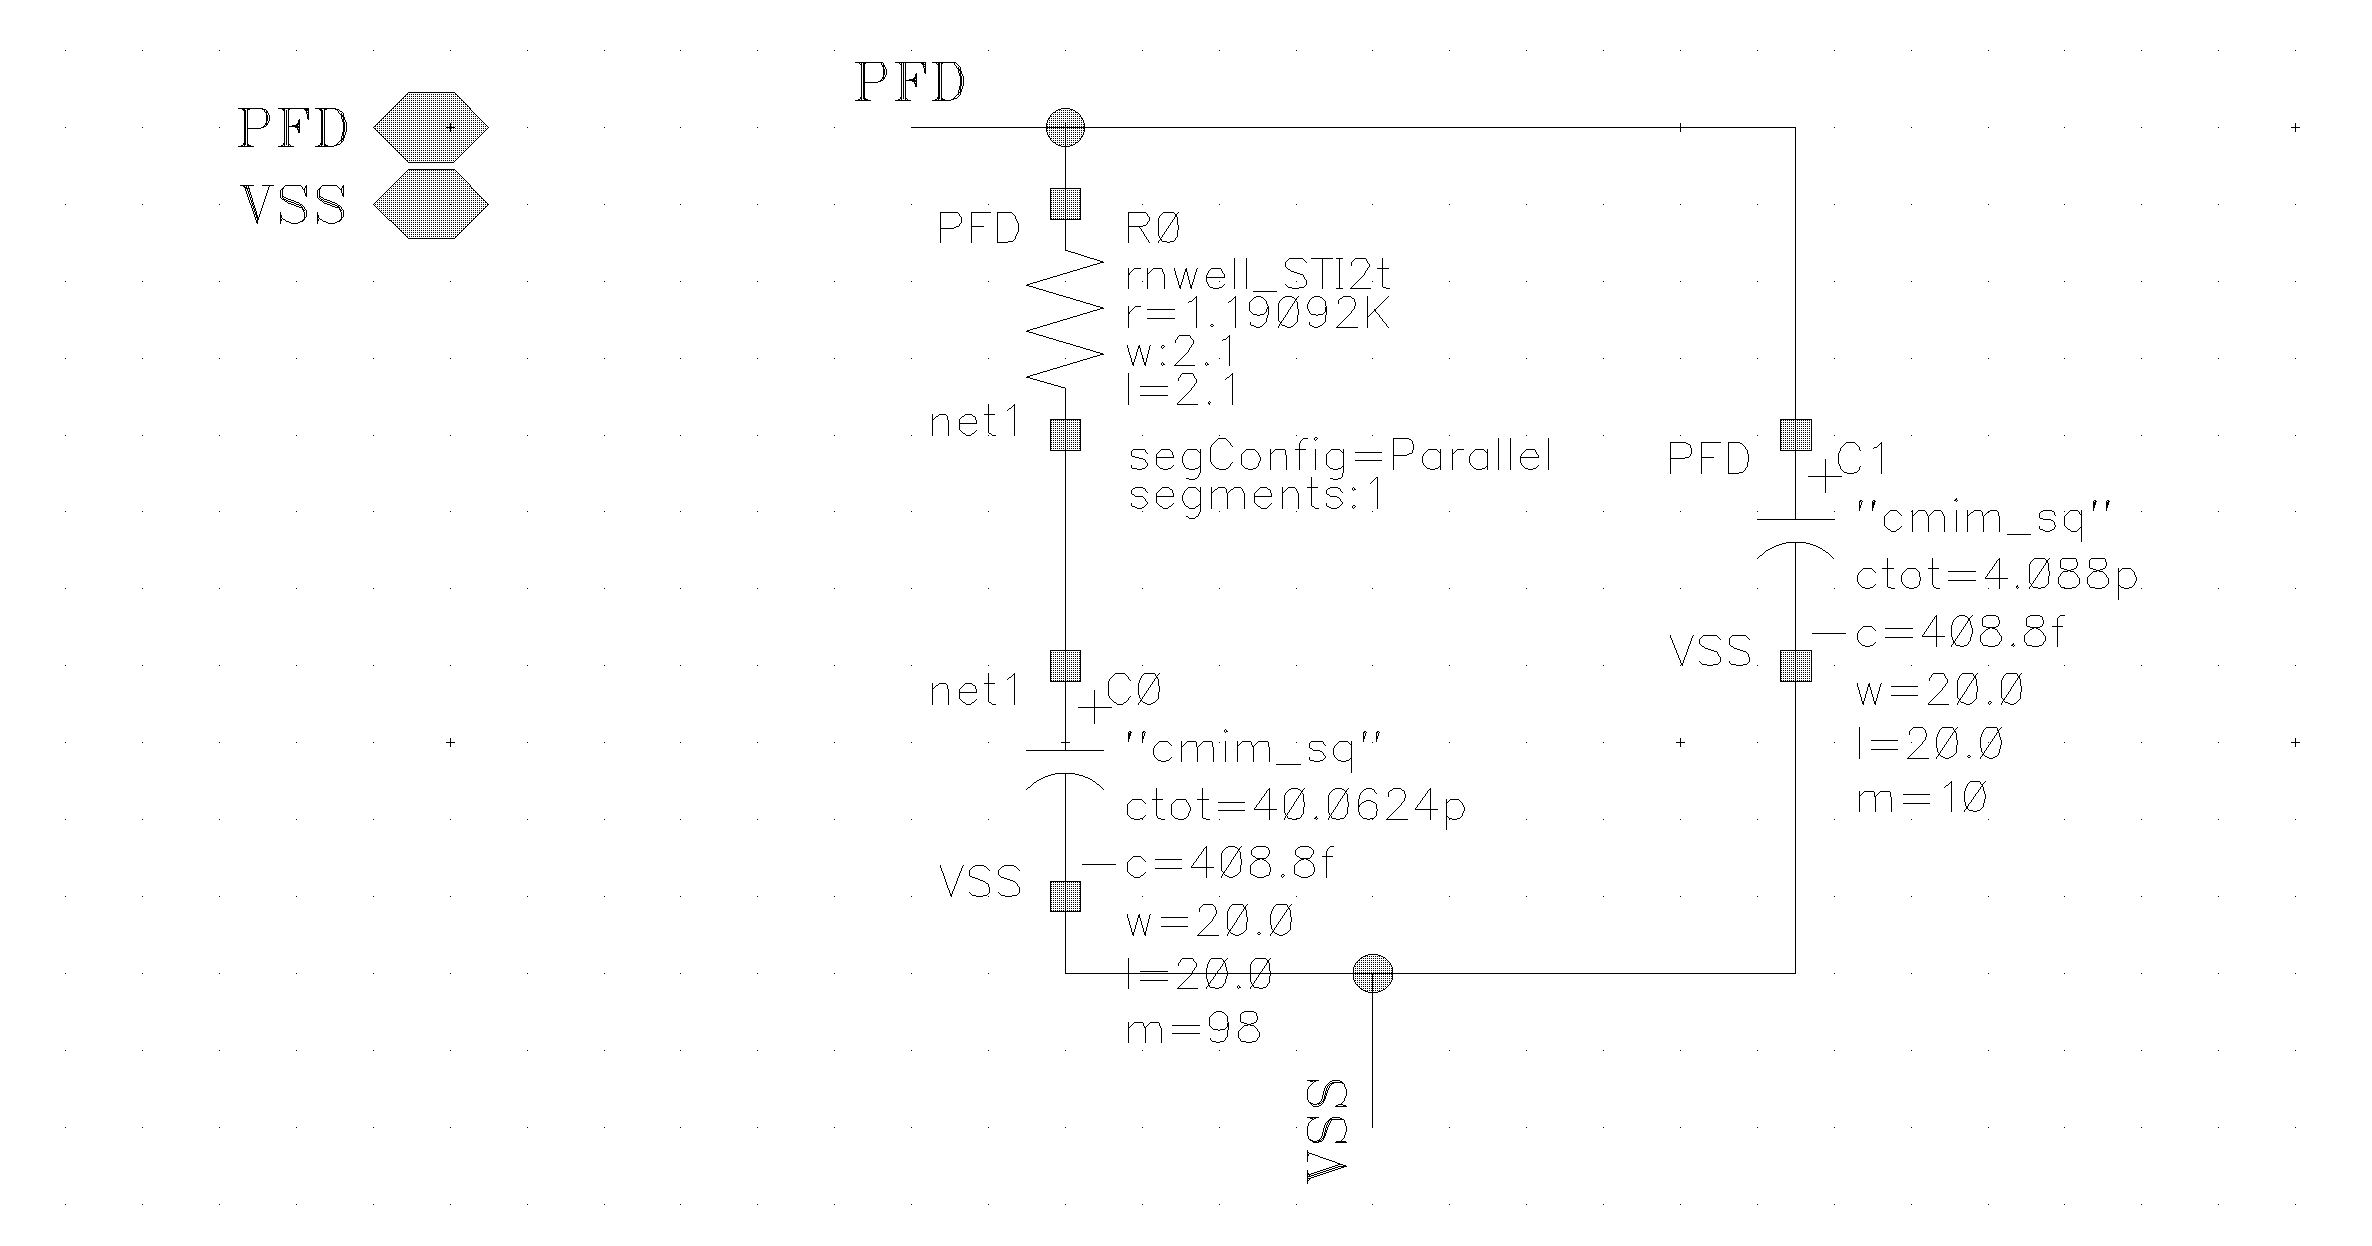 PFD
VSS
PFD
PFD
R0
rnwell_STI2t
r=1.19092K
w:2.1
l=2.1
net1
segConfig=Parallel
segments:1
net1
C0
"cmim_sq"
ctot=40.0624p
c=408.8f
w=20.0
l=20.0
m=98
VSS
PFD
C1
"cmim_sq"
ctot=4.088p
c=408.8f
w=20.0
l=20.0
m=10
VSS
VSS